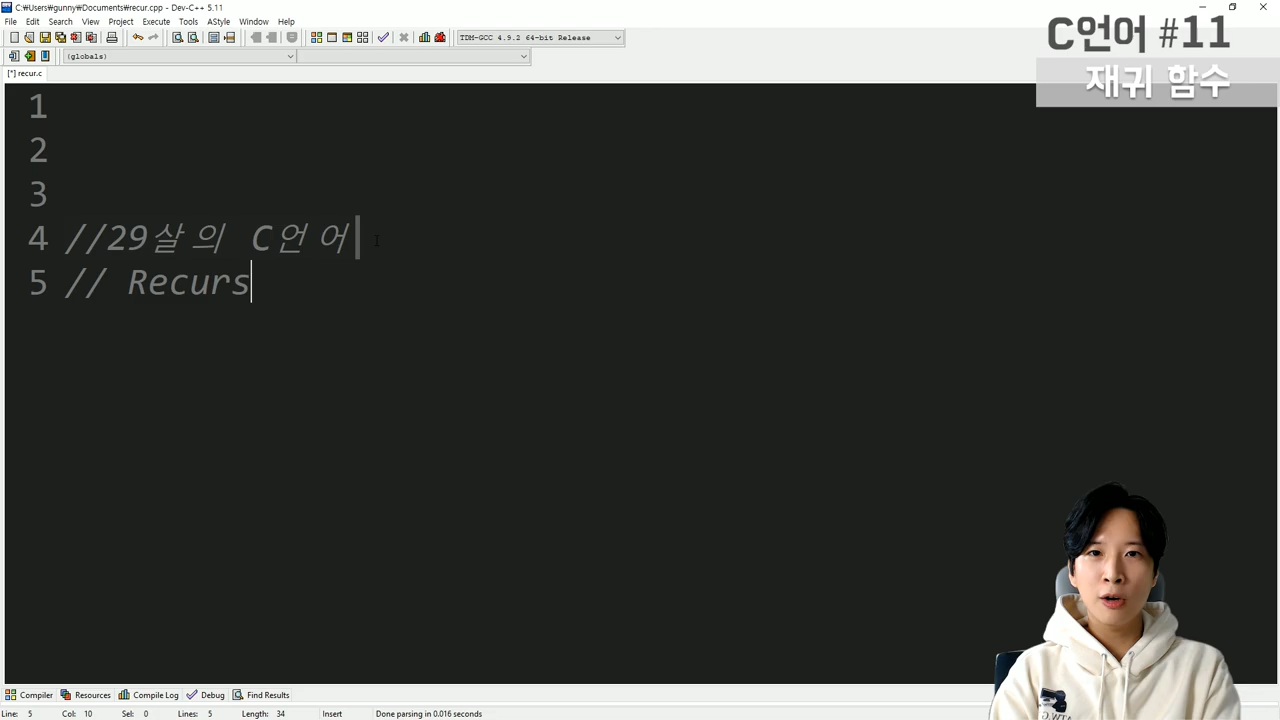 C:₩Users₩gunny₩Documents₩recur.cpp - Dev-C++ 5.11
File Edit Search View Project Execute Tools AStyle Window Help
C언어 #11
TDM-GCC 4.9.2 64-bit Release
(globals)
재귀 함수
[*] recur.c
1
2
3
4 //29살의 C언어
5 // Recurs
Compiler Resources Compile Log Debug Find Results
Line: 5 Col: 10 Sel: 0 Lines: 5 Length: 34 Insert Done parsing in 0.016 seconds